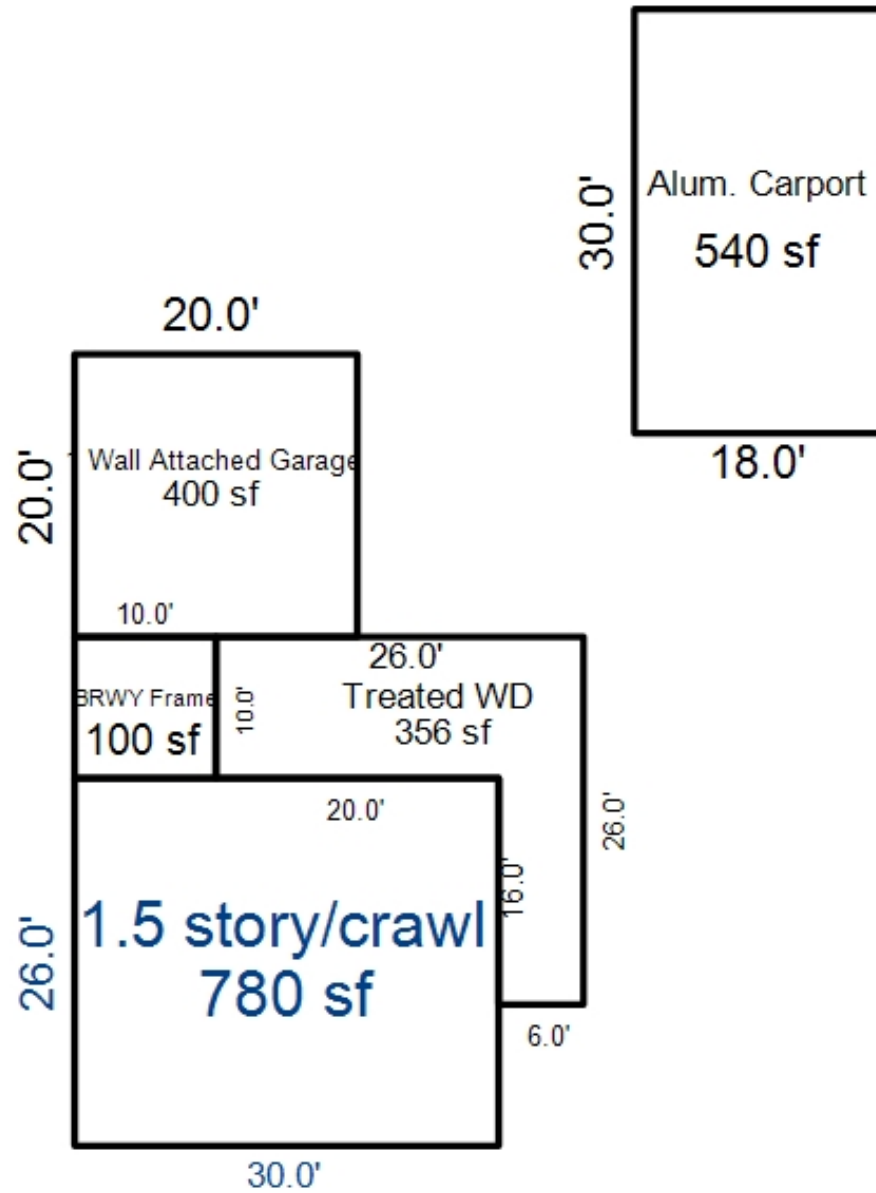 Alum. Carport
30.0'
540 sf
18.0'
20.0'
20.0'
Wall Attached Garage
400 sf
10.0'
26.0'
BRWY Frame
100 sf
10.0'
Treated WD
356 sf
20.0'
26.0'
16.0'
1.5 story/crawl
780 sf
26.0'
6.0'
30.0'